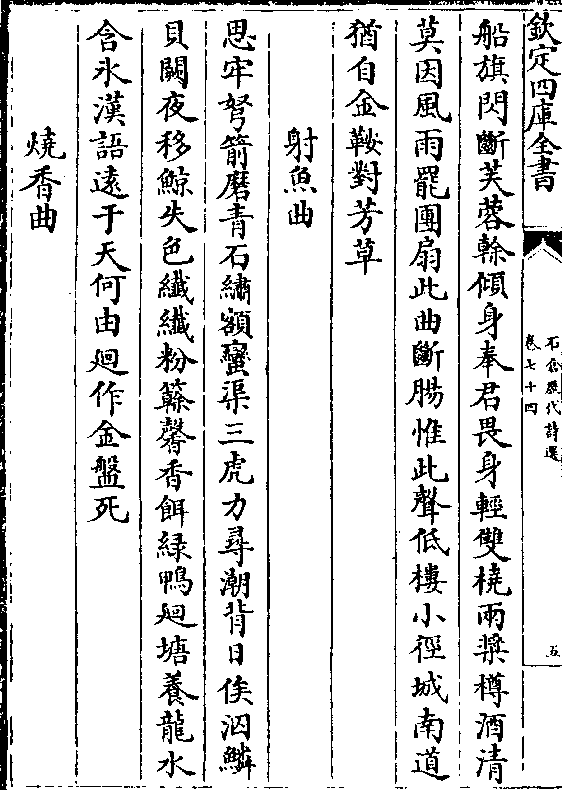 欽定四庫全書
石倉歷代詩選
卷七十四
五
船旗閃斷芙蓉榦傾身奉君畏身輕雙橈兩槳樽酒清
莫因風雨罷團扇此曲斷腸惟此聲低樓小徑城南道
猶自金鞍對芳草
射魚曲
思牢弩箭磨青石繡額蠻渠三虎力尋潮背日俟泅鱗
貝闕夜移鯨失色纖纖粉簳馨香餌綠鴨廻塘養龍水
含氷漢語遠于天何由廻作金盤死
燒香曲